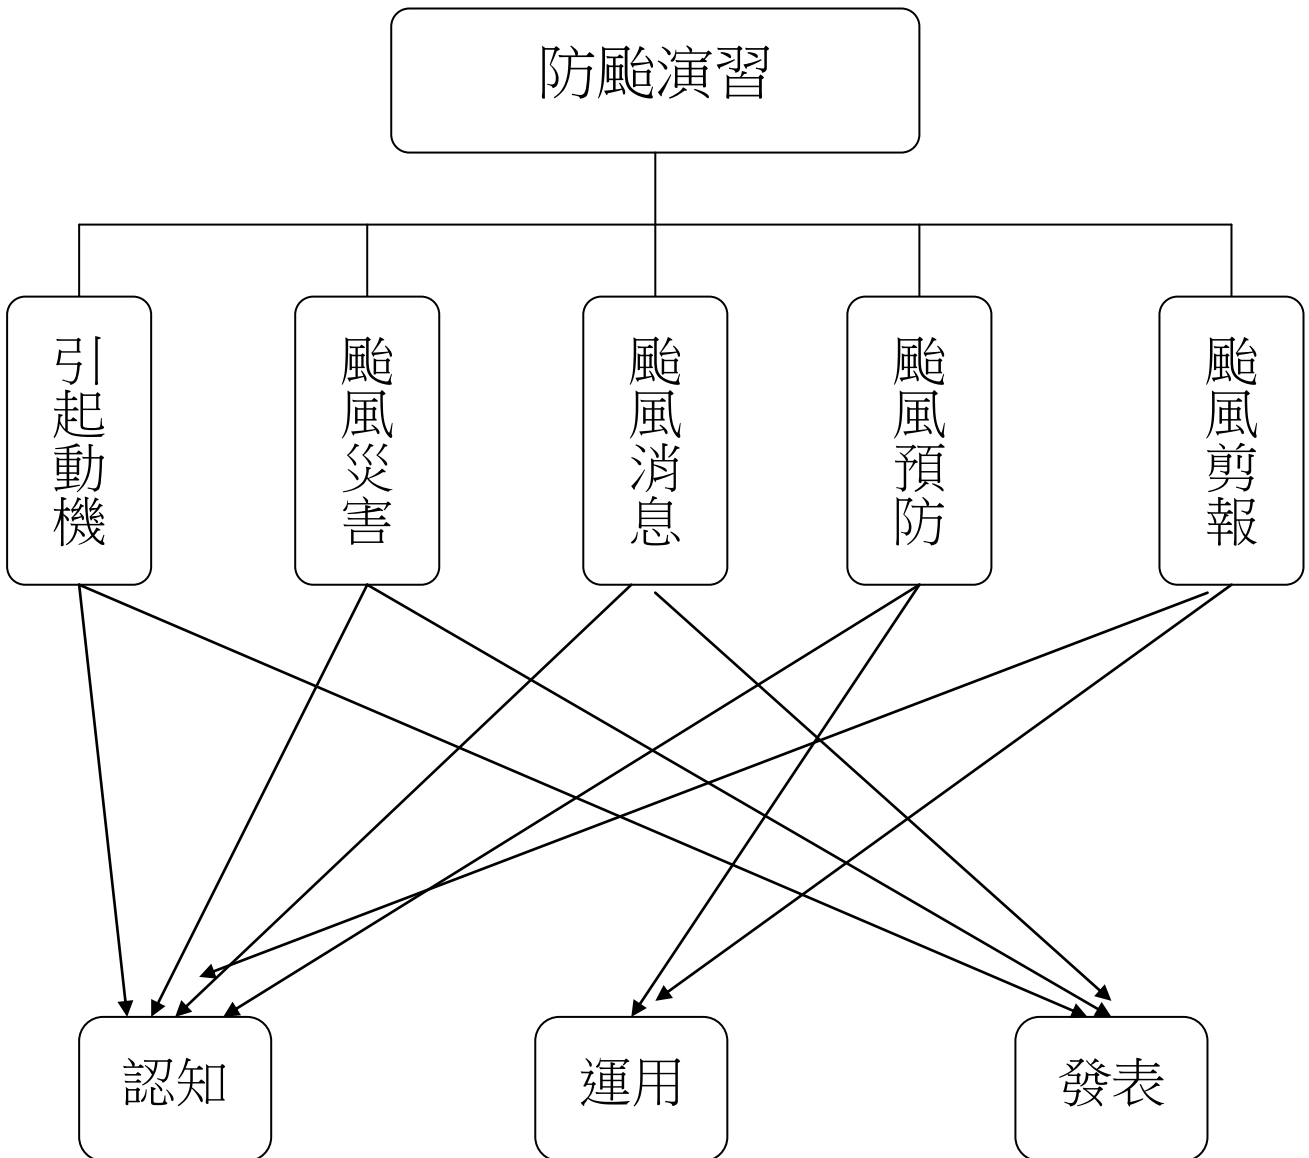 防颱演習
引起動機
颱風災害
颱風消息
颱風預防
颱風剪報
認知
運用
發表